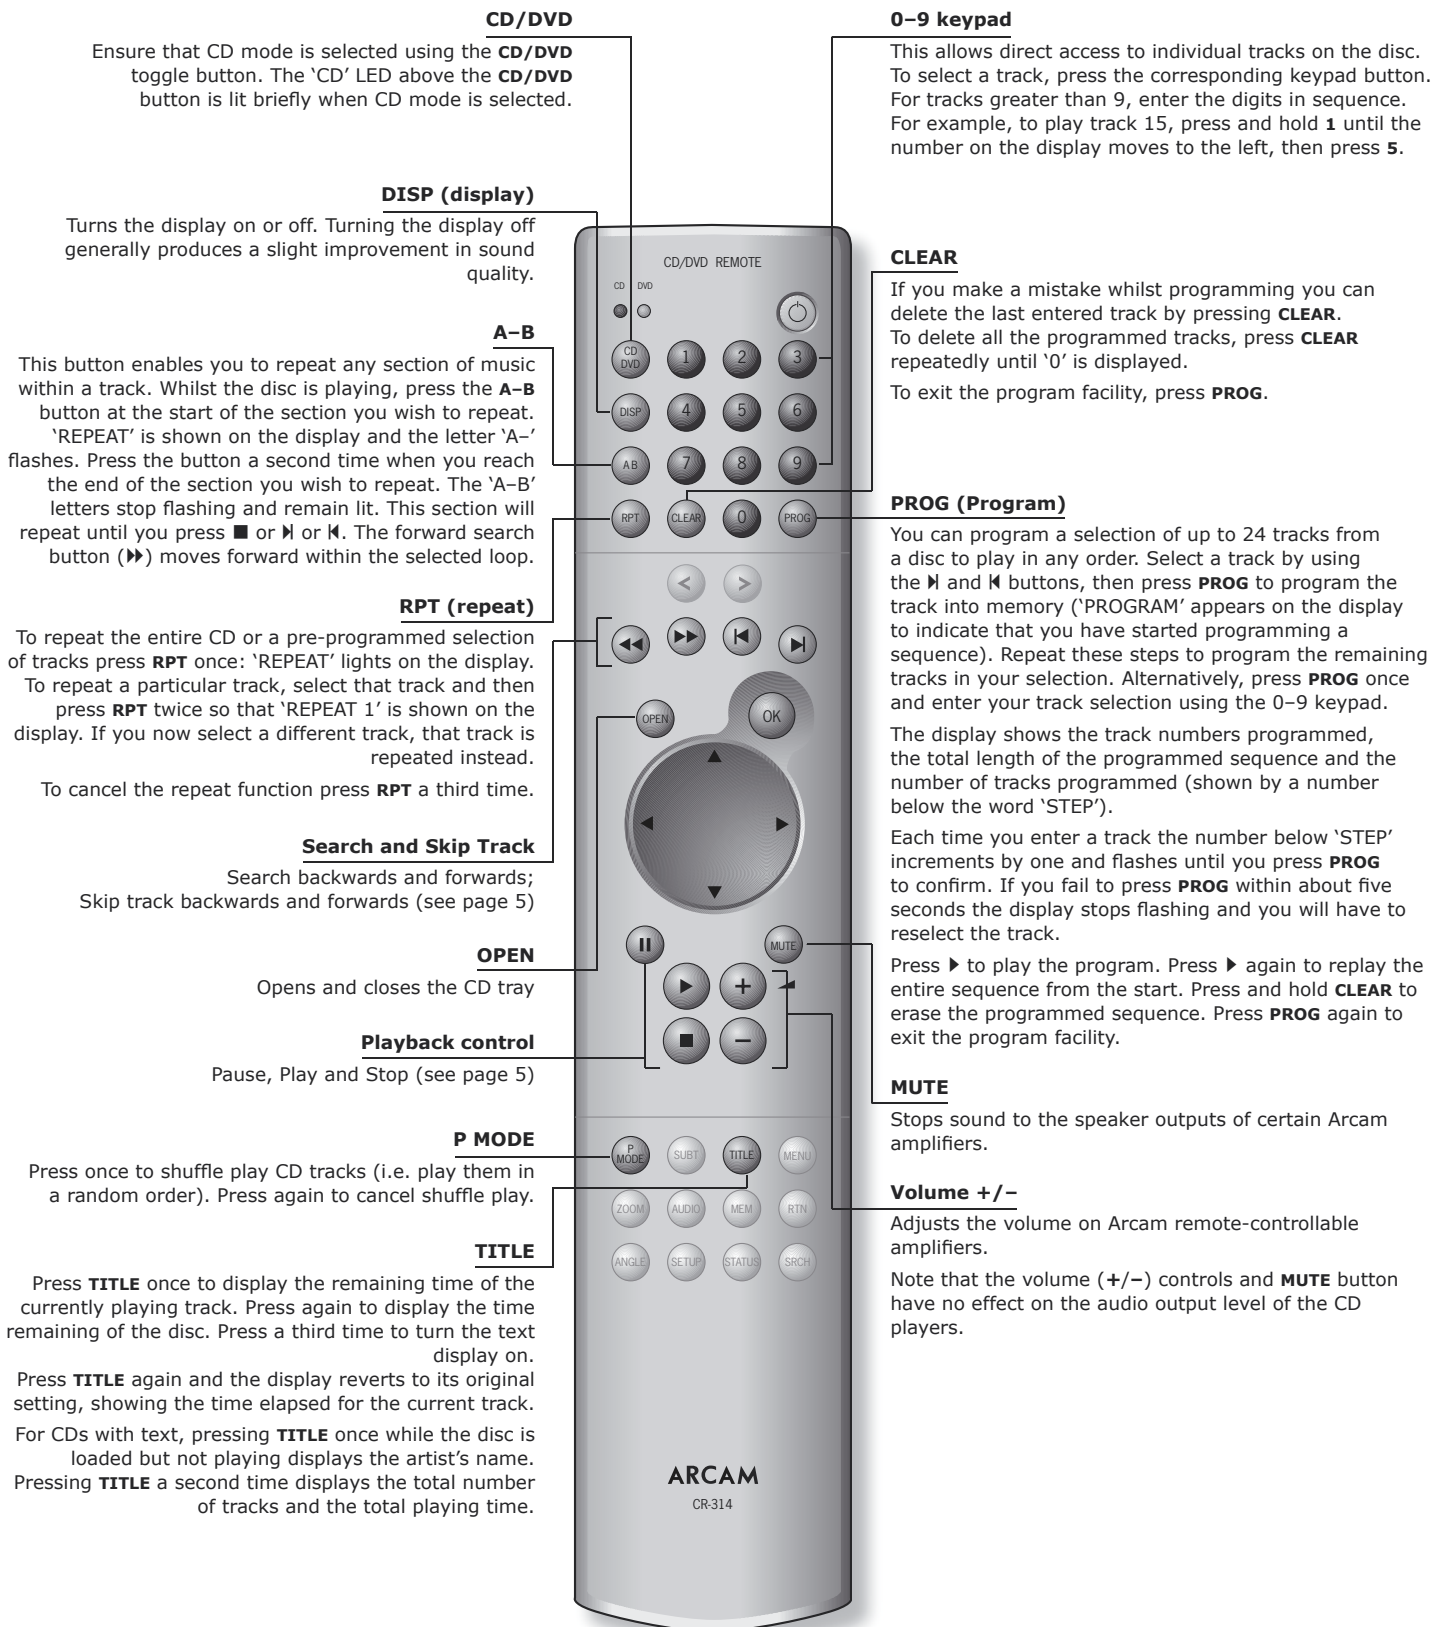 CD/DVD
Ensure that CD mode is selected using the CD/DVD
toggle button. The ‘CD’ LED above the CD/DVD
button is lit briefly when CD mode is selected.
DISP (display)
Turns the display on or off. Turning the display off
generally produces a slight improvement in sound
quality.
A–B
This button enables you to repeat any section of music
within a track. Whilst the disc is playing, press the A–B
button at the start of the section you wish to repeat.
‘REPEAT’ is shown on the display and the letter ‘A–’
flashes. Press the button a second time when you reach
the end of the section you wish to repeat. The ‘A–B’
letters stop flashing and remain lit. This section will
repeat until you press ■ or ▶| or |◀. The forward search
button (▶▶) moves forward within the selected loop.
RPT (repeat)
To repeat the entire CD or a pre-programmed selection
of tracks press RPT once: ‘REPEAT’ lights on the display.
To repeat a particular track, select that track and then
press RPT twice so that ‘REPEAT 1’ is shown on the
display. If you now select a different track, that track is
repeated instead.
To cancel the repeat function press RPT a third time.
Search and Skip Track
Search backwards and forwards;
Skip track backwards and forwards (see page 5)
OPEN
Opens and closes the CD tray
Playback control
Pause, Play and Stop (see page 5)
P MODE
Press once to shuffle play CD tracks (i.e. play them in
a random order). Press again to cancel shuffle play.
TITLE
Press TITLE once to display the remaining time of the
currently playing track. Press again to display the time
remaining of the disc. Press a third time to turn the text
display on.
Press TITLE again and the display reverts to its original
setting, showing the time elapsed for the current track.
For CDs with text, pressing TITLE once while the disc is
loaded but not playing displays the artist’s name.
Pressing TITLE a second time displays the total number
of tracks and the total playing time.
CD/DVD REMOTE
CD DVD
CD
DVD
1 2 3
DISP 4 5 6
A B 7 8 9
RPT CLEAR 0 PROG
< >
OPEN OK
MUTE
+
−
P
MODE SUBT TITLE MENU
ZOOM AUDIO MEM RTN
ANGLE SETUP STATUS SRCH
ARCAM
CR-314
0–9 keypad
This allows direct access to individual tracks on the disc.
To select a track, press the corresponding keypad button.
For tracks greater than 9, enter the digits in sequence.
For example, to play track 15, press and hold 1 until the
number on the display moves to the left, then press 5.
CLEAR
If you make a mistake whilst programming you can
delete the last entered track by pressing CLEAR.
To delete all the programmed tracks, press CLEAR
repeatedly until ‘0’ is displayed.
To exit the program facility, press PROG.
PROG (Program)
You can program a selection of up to 24 tracks from
a disc to play in any order. Select a track by using
the ▶| and |◀ buttons, then press PROG to program the
track into memory (‘PROGRAM’ appears on the display
to indicate that you have started programming a
sequence). Repeat these steps to program the remaining
tracks in your selection. Alternatively, press PROG once
and enter your track selection using the 0–9 keypad.
The display shows the track numbers programmed,
the total length of the programmed sequence and the
number of tracks programmed (shown by a number
below the word ‘STEP’).
Each time you enter a track the number below ‘STEP’
increments by one and flashes until you press PROG
to confirm. If you fail to press PROG within about five
seconds the display stops flashing and you will have to
reselect the track.
Press ▶ to play the program. Press ▶ again to replay the
entire sequence from the start. Press and hold CLEAR to
erase the programmed sequence. Press PROG again to
exit the program facility.
MUTE
Stops sound to the speaker outputs of certain Arcam
amplifiers.
Volume +/–
Adjusts the volume on Arcam remote-controllable
amplifiers.
Note that the volume (+/–) controls and MUTE button
have no effect on the audio output level of the CD
players.